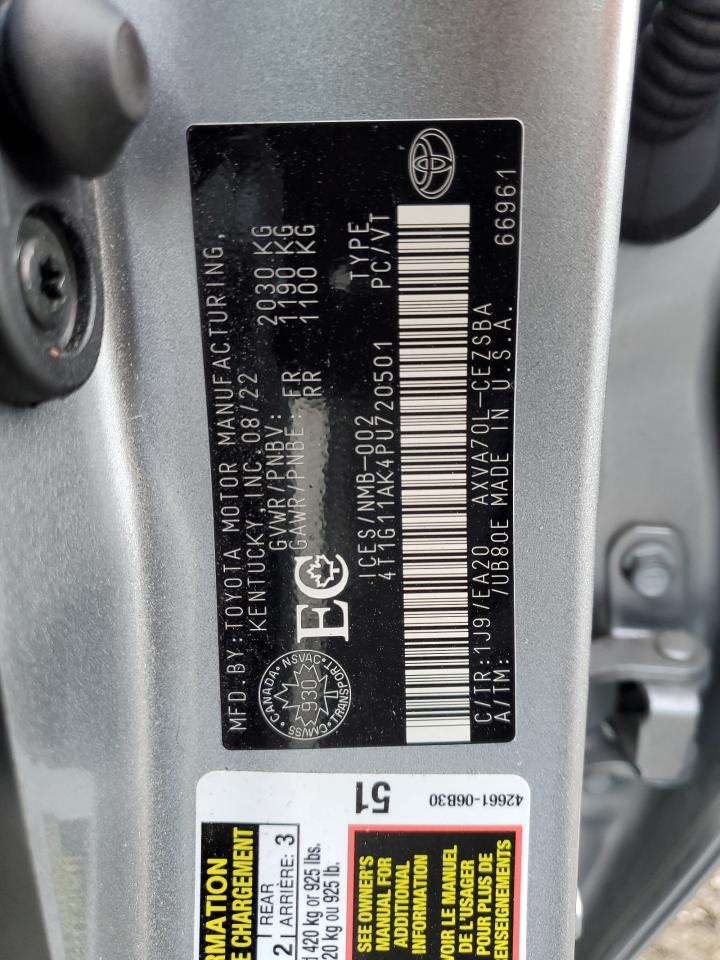 MFD.BY:TOYOTA MOTOR MANUFACTURING,
KENTUCKY,INC.08/22
GVWR/PNBV: 2030 KG
GAWR/PNBE: FR 1190 KG
RR 1100 KG
CANADA • NSVAC • TRANSPORT • CMVSS
930
EC
ICES/NMB-002 TYPE
4T1G11AK4PU720501 PC/VT
C/TR:1J9/EA20 AXVA70L-CEZSBA
A/TM: /UB80E MADE IN U.S.A. 66961
51
42661-06B30
E CHARGEMENT
2 REAR
ARRIÈRE: 3
420 kg or 925 lbs.
kg ou 925 lb.
SEE OWNER'S
MANUAL FOR
ADDITIONAL
INFORMATION
VOIR LE MANUEL
DE L'USAGER
POUR PLUS DE
RENSEIGNEMENTS